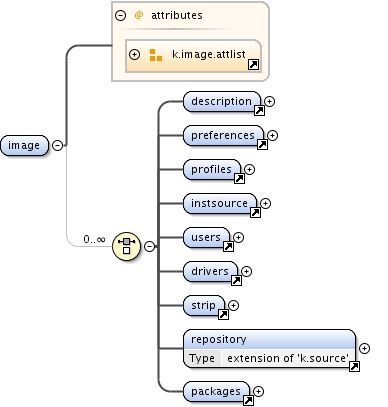 @ attributes
k.image.attlist
description
preferences
image
profiles
instsource
0..∞
users
drivers
strip
repository
Type extension of 'k.source'
packages